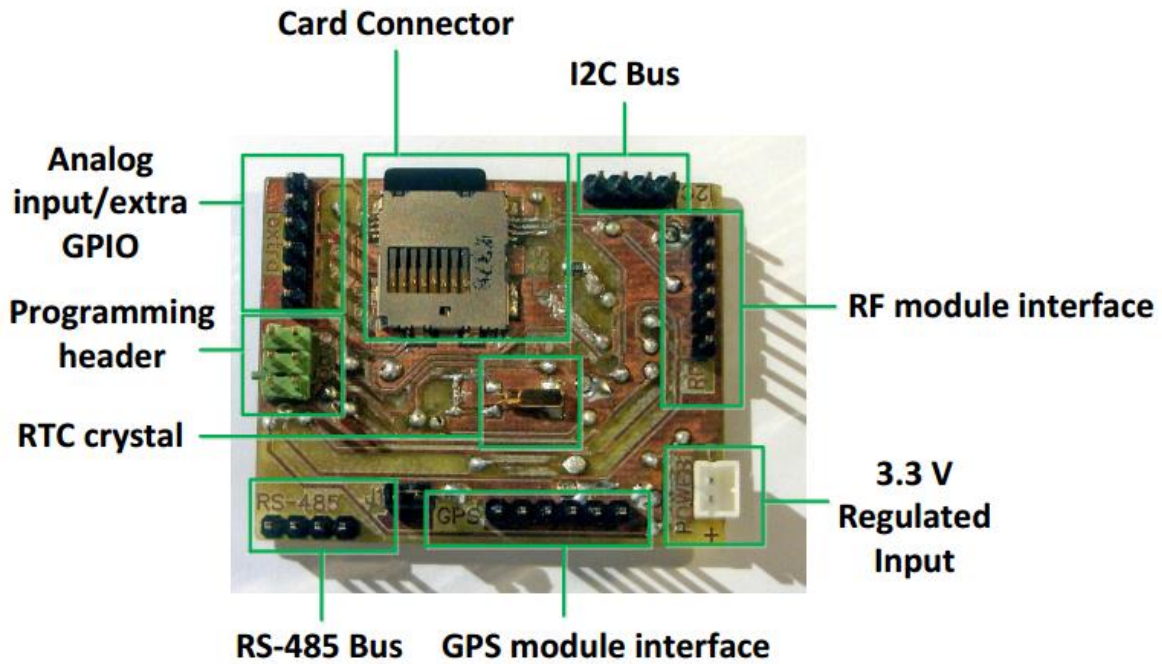 Card Connector
I2C Bus
Analog
input/extra
GPIO
Programming
header
RTC crystal
RF module interface
3.3 V
Regulated
Input
RS-485 Bus
GPS module interface
RS-485
J1
GPS
POWER
+